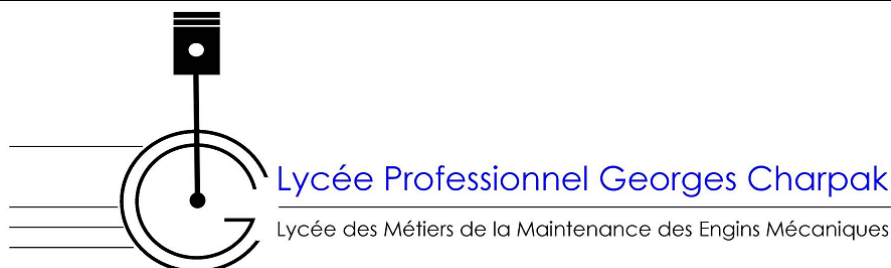 Lycée Professionnel Georges Charpak
Lycée des Métiers de la Maintenance des Engins Mécaniques